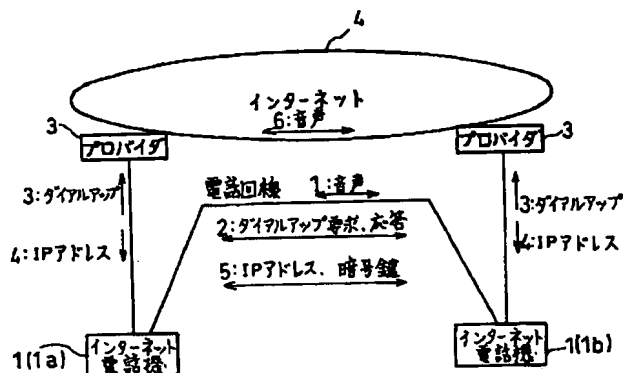 4
インターネット
6:音声
3
プロバイダ
3
プロバイダ
電話回線
1:音声
3:ダイアルアップ
3:ダイアルアップ
2:ダイアルアップ要求、応答
4:IPアドレス
4:IPアドレス
5:IPアドレス、暗号鍵
1(1a)
インターネット
電話機
インターネット
電話機
1(1b)